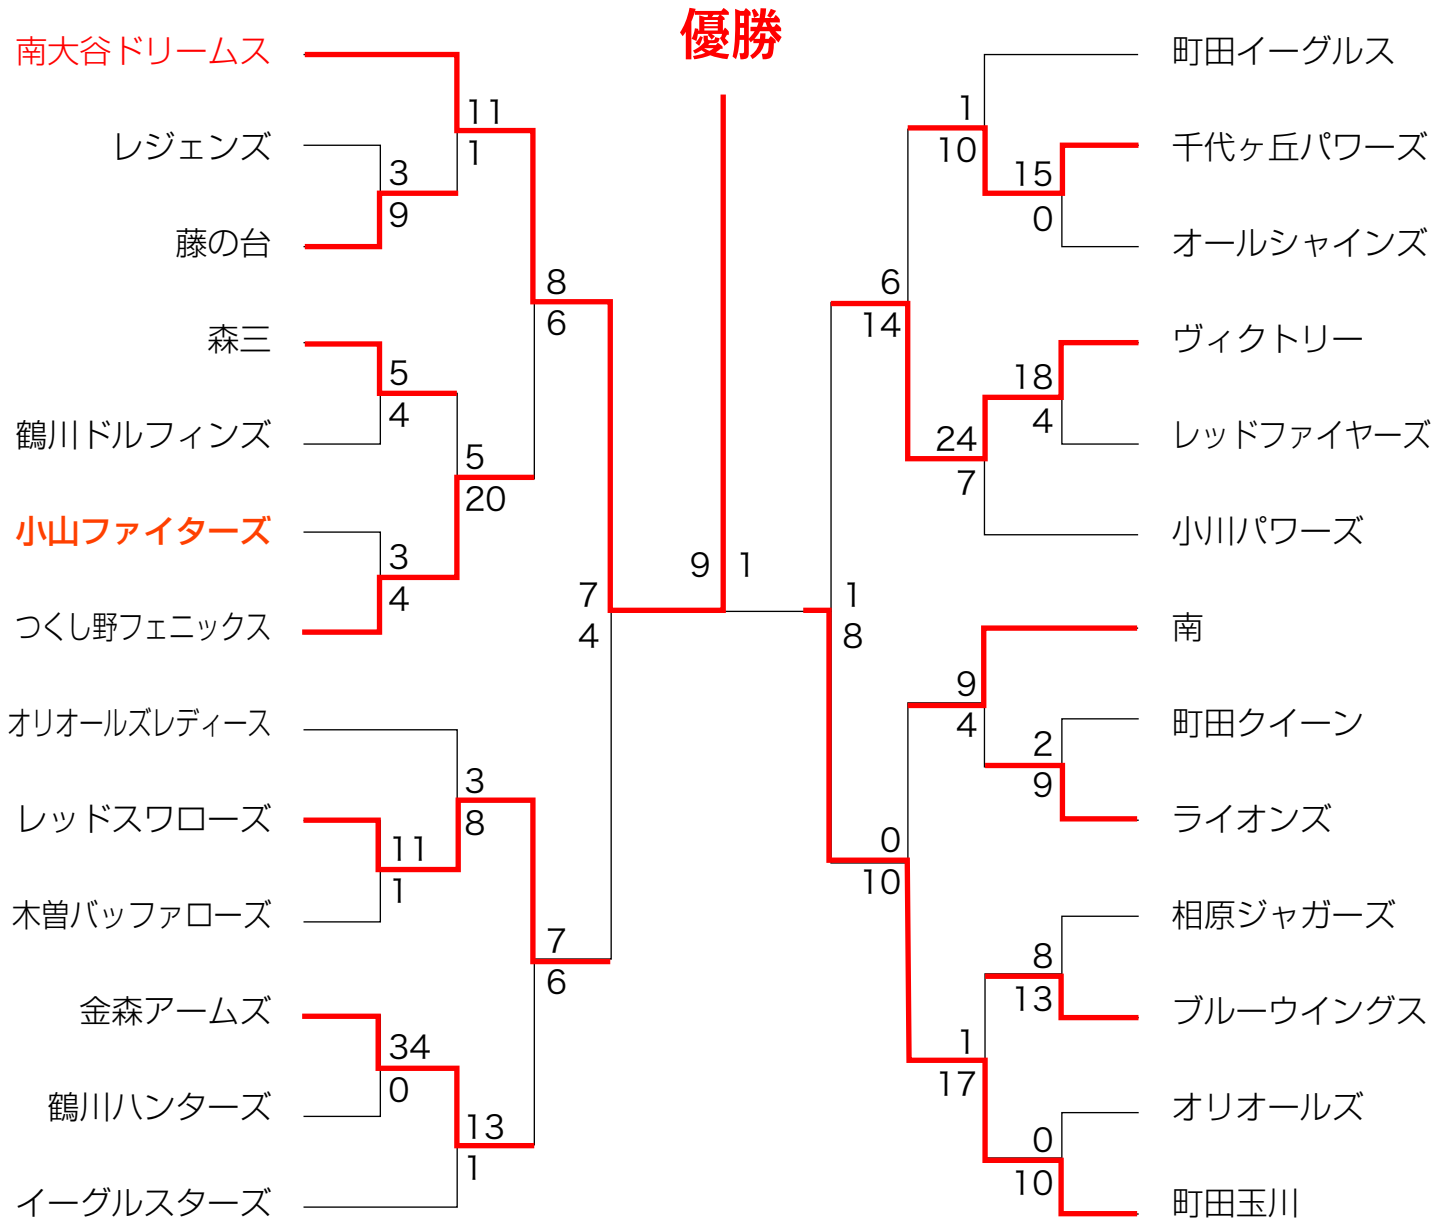 優勝
南大谷ドリームス
11
1
レジェンズ
3
9
藤の台
8
6
森三
5
4
鶴川ドルフィンズ
5
20
小山ファイターズ
3
4
つくし野フェニックス
7
4
オリオールズレディース
3
8
レッドスワローズ
11
1
木曽バッファローズ
7
6
金森アームズ
34
0
鶴川ハンターズ
13
1
イーグルスターズ
9 1
町田イーグルス
1
10
千代ヶ丘パワーズ
15
0
オールシャインズ
6
14
ヴィクトリー
18
4
レッドファイヤーズ
24
7
小川パワーズ
1
8
南
9
4
町田クイーン
2
9
ライオンズ
0
10
相原ジャガーズ
8
13
ブルーウイングス
1
17
オリオールズ
0
10
町田玉川